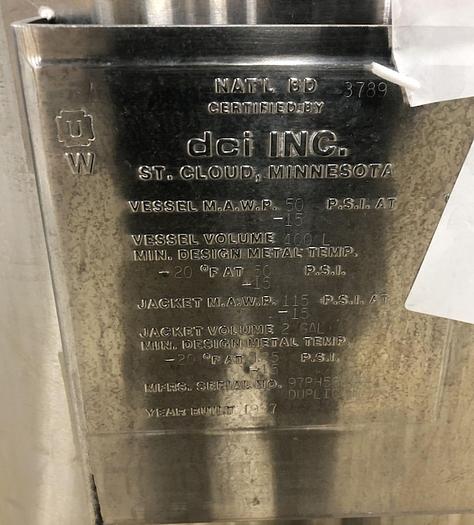 NAT'L BD 3789
CERTIFIED BY
U
W
dci INC.
ST. CLOUD, MINNESOTA
VESSEL M.A.W.P. 50 P.S.I. AT
-15
VESSEL VOLUME 400 L
MIN. DESIGN METAL TEMP.
-20 °F AT 50 P.S.I.
-15
JACKET M.A.W.P. 115 P.S.I. AT
-15
JACKET VOLUME 2 GAL
MIN. DESIGN METAL TEMP.
-20 °F AT P.S.I.
-15
MFRS. SERIAL NO.
YEAR BUILT 1997